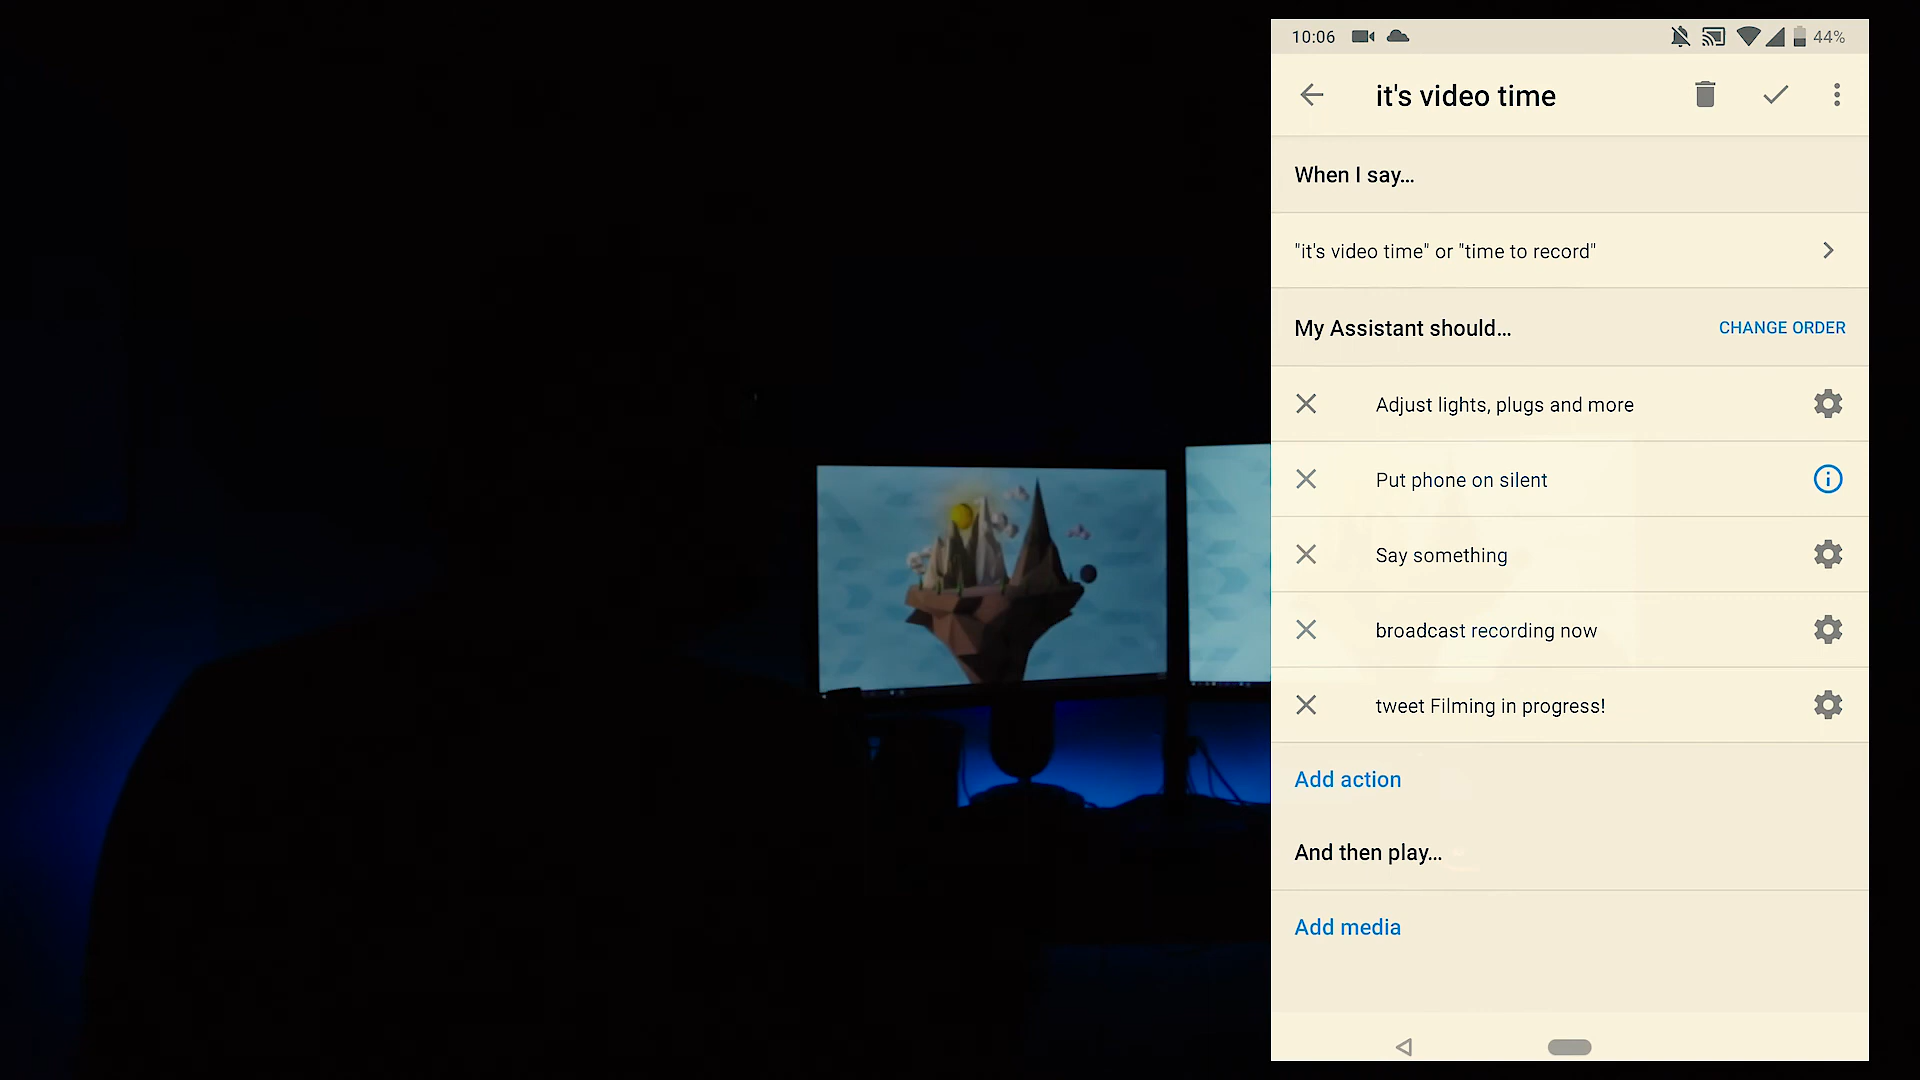 10:06
44%
it's video time
When I say...
"it's video time" or "time to record"
My Assistant should...
CHANGE ORDER
Adjust lights, plugs and more
Put phone on silent
Say something
broadcast recording now
tweet Filming in progress!
Add action
And then play...
Add media